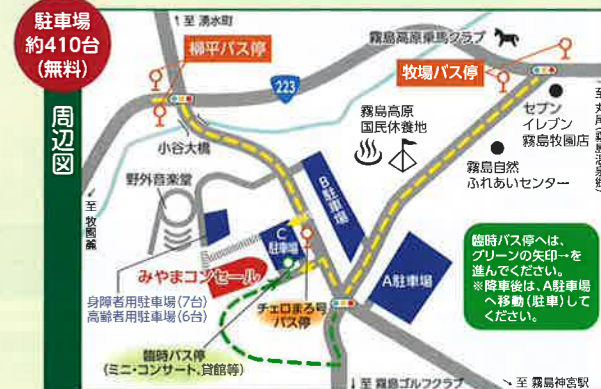 駐車場
約410台
(無料)
周辺図
↑至 湧水町
柳平バス停
223
霧島高原乗馬クラブ
牧場バス停
至 丸尾(霧島温泉郷)
セブン
イレブン
霧島牧園店
霧島高原
国民休養地
霧島自然
ふれあいセンター
小谷大橋
野外音楽堂
至 牧園麓
B駐車場
C
駐車場
みやまコンセール
A駐車場
身障者用駐車場(7台)
高齢者用駐車場(6台)
チェロまろ号
バス停
臨時バス停
(ミニ・コンサート、貸館等)
臨時バス停へは、
グリーンの矢印→を
進んでください。
※降車後は、A駐車場
へ移動(駐車)して
ください。
↓至 霧島ゴルフクラブ
↘至 霧島神宮駅